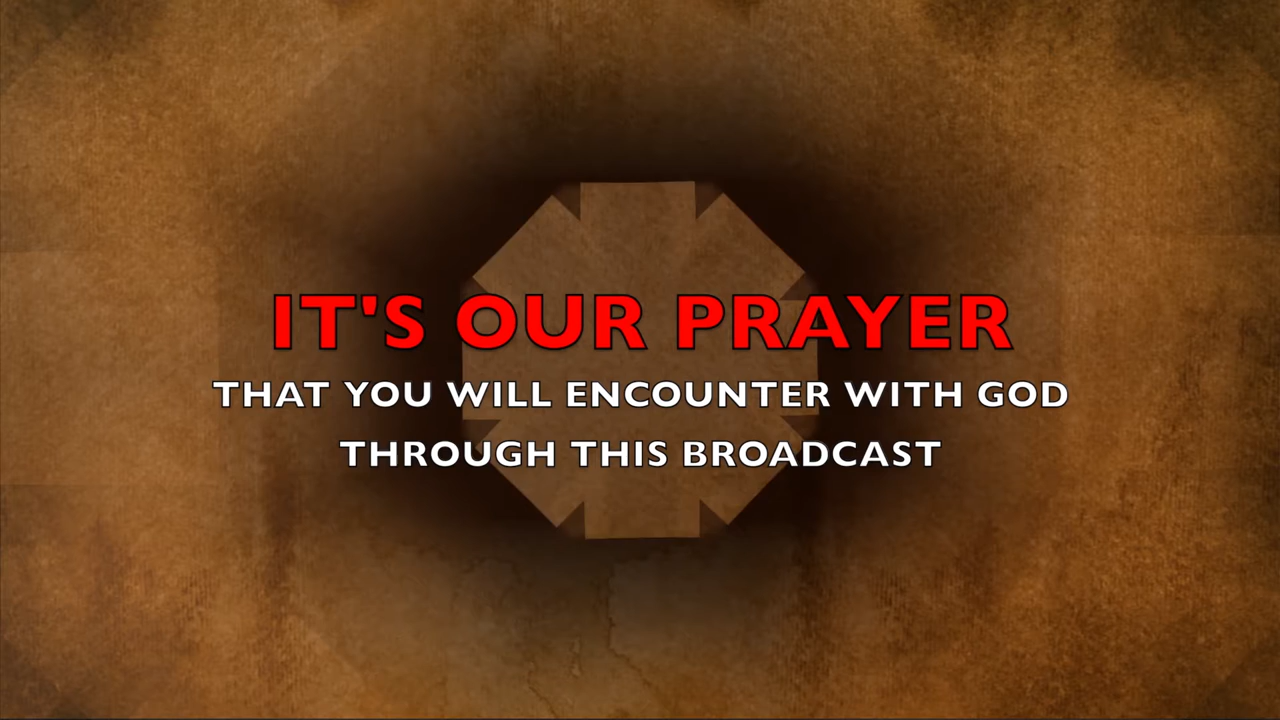 IT'S OUR PRAYER
THAT YOU WILL ENCOUNTER WITH GOD
THROUGH THIS BROADCAST